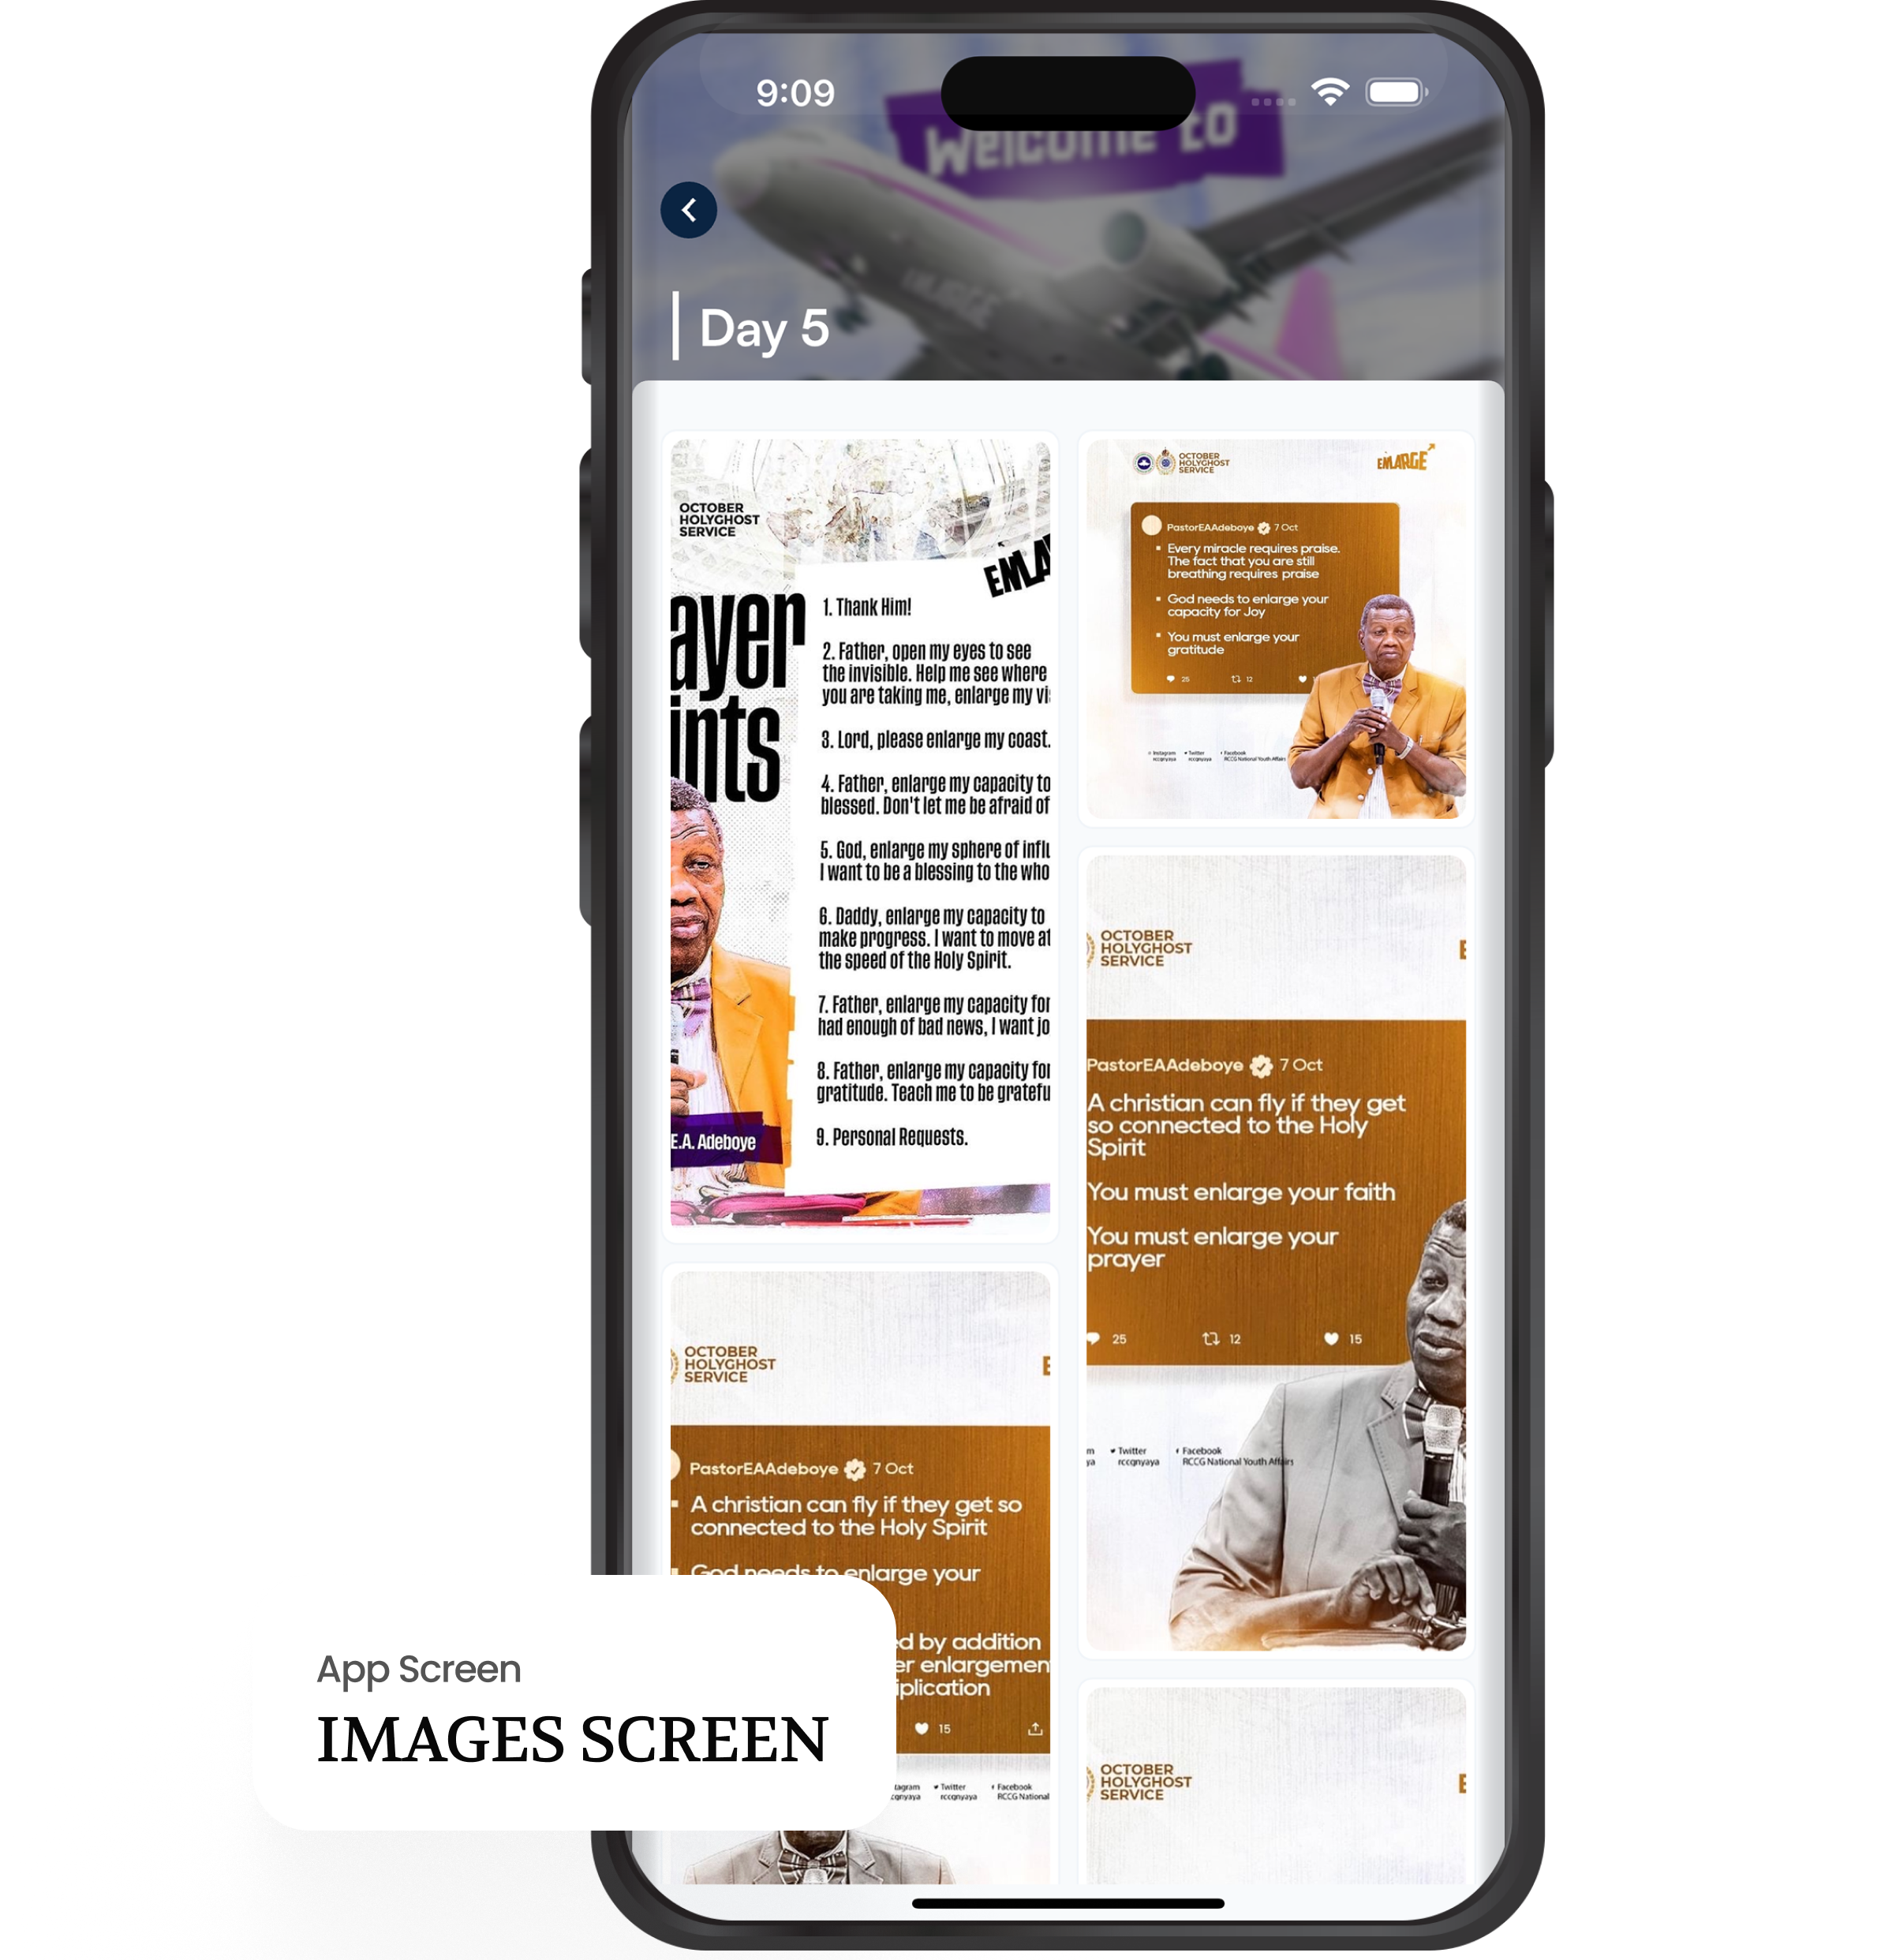 9:09
Welcome to
Day 5
OCTOBER
HOLYGHOST
SERVICE
ayer
ints
1. Thank Him!
2. Father, open my eyes to see
the invisible. Help me see where
you are taking me, enlarge my vi
3. Lord, please enlarge my coast.
4. Father, enlarge my capacity to
blessed. Don't let me be afraid of
5. God, enlarge my sphere of influ
I want to be a blessing to the who
6. Daddy, enlarge my capacity to
make progress. I want to move at
the speed of the Holy Spirit.
7. Father, enlarge my capacity for
had enough of bad news, I want jo
8. Father, enlarge my capacity for
gratitude. Teach me to be gratefu
9. Personal Requests.
E.A. Adeboye
OCTOBER
HOLYGHOST
SERVICE
PastorEAAdeboye 7 Oct
Every miracle requires praise.
The fact that you are still
breathing requires praise
God needs to enlarge your
capacity for Joy
You must enlarge your
gratitude
25 12
Instagram Twitter Facebook
rccgnyaya rccgnyaya RCCG National Youth Affairs
OCTOBER
HOLYGHOST
SERVICE
PastorEAAdeboye 7 Oct
A christian can fly if they get
so connected to the Holy
Spirit
You must enlarge your faith
You must enlarge your
prayer
25 12 15
m Twitter Facebook
ya rccgnyaya RCCG National Youth Affairs
OCTOBER
HOLYGHOST
SERVICE
PastorEAAdeboye 7 Oct
A christian can fly if they get so
connected to the Holy Spirit
God needs to enlarge your
d by addition
er enlargemen
iplication
15
tagram Twitter Facebook
cgnyaya rccgnyaya RCCG National
OCTOBER
HOLYGHOST
SERVICE
App Screen
IMAGES SCREEN